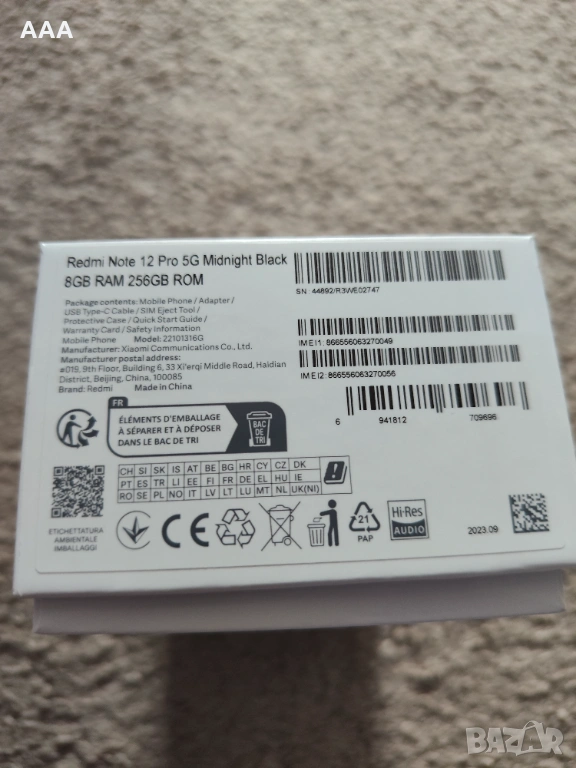 AAA
Redmi Note 12 Pro 5G Midnight Black
8GB RAM 256GB ROM
Package contents: Mobile Phone / Adapter /
USB Type-C Cable / SIM Eject Tool /
Protective Case / Quick Start Guide /
Warranty Card / Safety Information
Mobile Phone Model: 22101316G
Manufacturer: Xiaomi Communications Co., Ltd.
Manufacturer postal address:
#019, 9th Floor, Building 6, 33 Xi'erqi Middle Road, Haidian
District, Beijing, China, 100085
Brand: Redmi Made in China
SN: 44892/R3WE02747
IMEI1: 866556063270049
IMEI2: 866556063270056
6 941812 709696
FR
ÉLÉMENTS D'EMBALLAGE
À SÉPARER ET À DÉPOSER
DANS LE BAC DE TRI
BAC
DE
TRI
CH SI SK IS AT BE BG HR CY CZ DK
PT ES
RO SE PL NO IT LV LT LU MT NL UK(NI)
DE EL HU IE
ETICHETTATURA
AMBIENTALE
IMBALLAGGI
CE
21
PAP
Hi-Res
AUDIO
2023.09
BAZAR